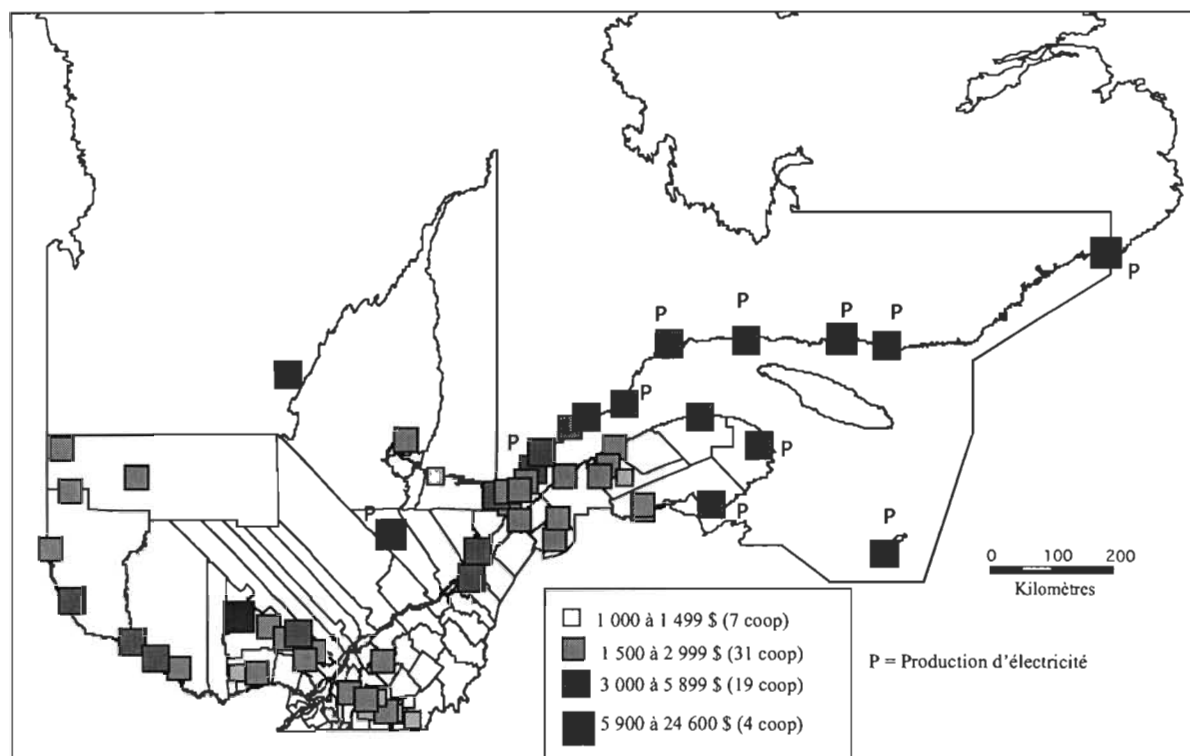 P
P
P
P
P
P
P
P
P
P
P
0 100 200
Kilomètres
1 000 à 1 499 $ (7 coop)
1 500 à 2 999 $ (31 coop)
3 000 à 5 899 $ (19 coop)
5 900 à 24 600 $ (4 coop)
P = Production d'électricité